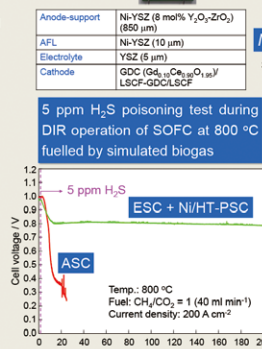 Anode-support
Ni-YSZ (8 mol% Y₂O₃-ZrO₂)
(850 μm)
AFL
Ni-YSZ (10 μm)
Electrolyte
YSZ (5 μm)
Cathode
GDC (Gd₀.₁₀Ce₀.₉₀O₁.₉₅)/
LSCF-GDC/LSCF
5 ppm H₂S poisoning test during
DIR operation of SOFC at 800 °C
fuelled by simulated biogas
Cell voltage / V
1.2
1.1
1.0
0.9
0.8
0.7
0.6
0.5
0.4
0.3
0.2
0.1
0.0
5 ppm H₂S
ESC + Ni/HT-PSC
ASC
Temp.: 800 °C
Fuel: CH₄/CO₂ = 1 (40 ml min⁻¹)
Current density: 200 A cm⁻²
0 20 40 60 80 100 120 140 160 180